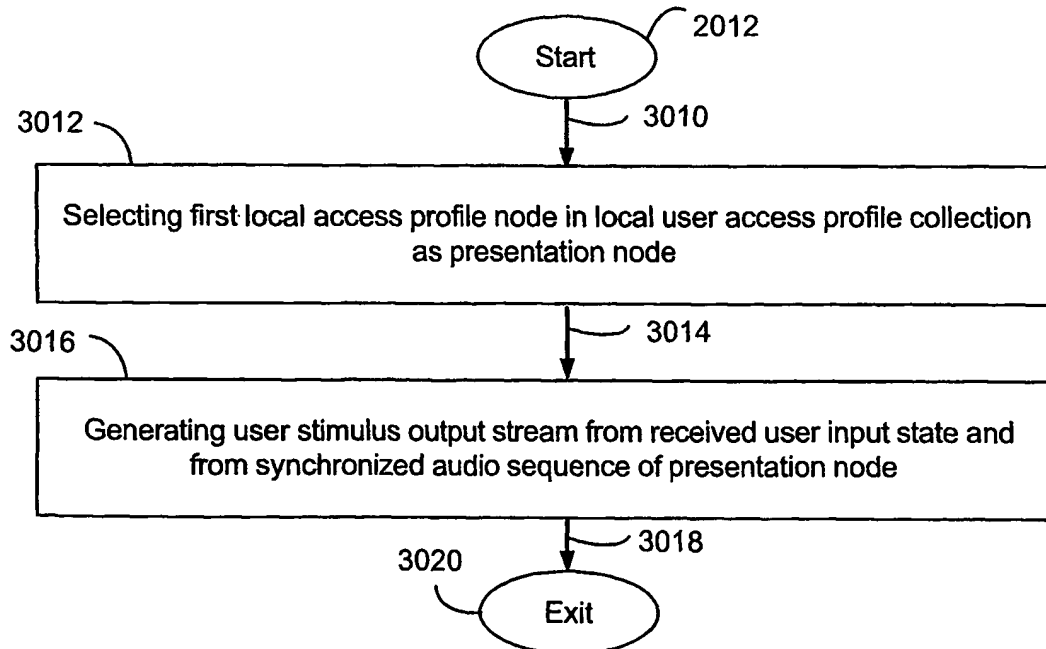 2012
Start
3010
3012
Selecting first local access profile node in local user access profile collection
as presentation node
3014
3016
Generating user stimulus output stream from received user input state and
from synchronized audio sequence of presentation node
3018
3020
Exit